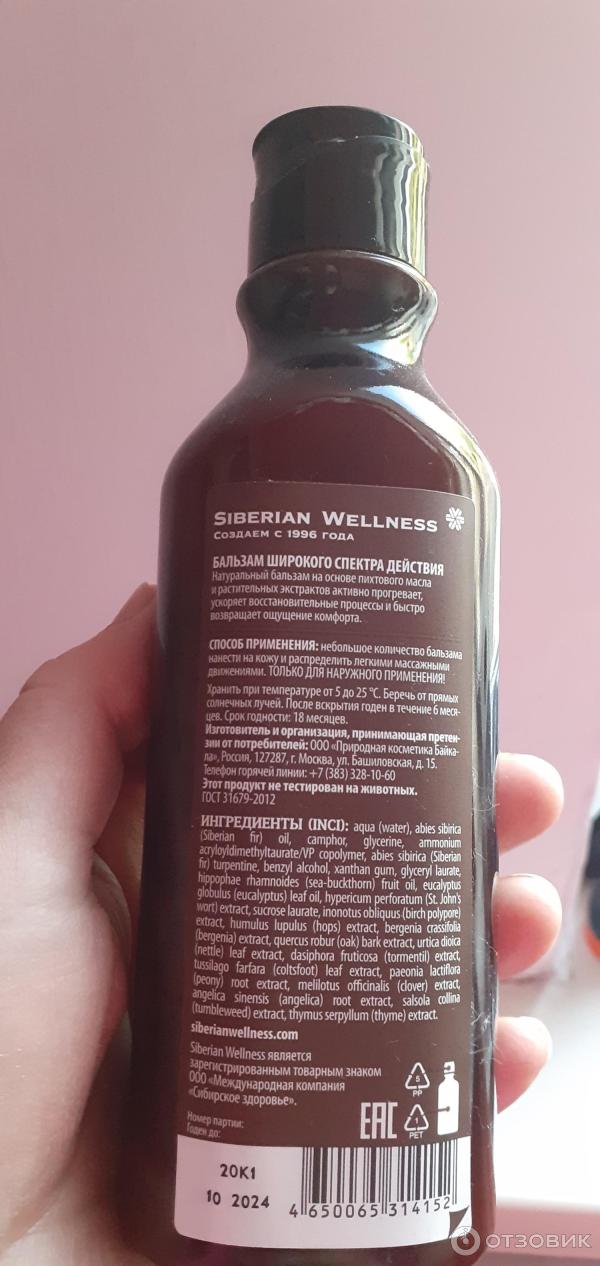 SIBERIAN WELLNESS
СОЗДАЕМ С 1996 ГОДА
БАЛЬЗАМ ШИРОКОГО СПЕКТРА ДЕЙСТВИЯ
Натуральный бальзам на основе пихтового масла
и растительных экстрактов активно прогревает,
ускоряет восстановительные процессы и быстро
возвращает ощущение комфорта.
СПОСОБ ПРИМЕНЕНИЯ: небольшое количество бальзама
нанести на кожу и распределить легкими массажными
движениями. ТОЛЬКО ДЛЯ НАРУЖНОГО ПРИМЕНЕНИЯ!
Хранить при температуре от 5 до 25 °С. Беречь от прямых
солнечных лучей. После вскрытия годен в течение 6 меся-
цев. Срок годности: 18 месяцев.
Изготовитель и организация, принимающая претен-
зии от потребителей: ООО «Природная косметика Байка-
ла», Россия, 127287, г. Москва, ул. Башиловская, д. 15.
Телефон горячей линии: +7 (383) 328-10-60
Этот продукт не тестирован на животных.
ГОСТ 31679-2012
ИНГРЕДИЕНТЫ (INCI): aqua (water), abies sibirica
(Siberian fir) oil, camphor, glycerine, ammonium
acryloyldimethyltaurate/VP copolymer, abies sibirica (Siberian
fir) turpentine, benzyl alcohol, xanthan gum, glyceryl laurate,
hippophae rhamnoides (sea-buckthorn) fruit oil, eucalyptus
globulus (eucalyptus) leaf oil, hypericum perforatum (St. John's
wort) extract, sucrose laurate, inonotus obliquus (birch polypore)
extract, humulus lupulus (hops) extract, bergenia crassifolia
(bergenia) extract, quercus robur (oak) bark extract, urtica dioica
(nettle) leaf extract, dasiphora fruticosa (tormentil) extract,
tussilago farfara (coltsfoot) leaf extract, paeonia lactiflora
(peony) root extract, melilotus officinalis (clover) extract,
angelica sinensis (angelica) root extract, salsola collina
(tumbleweed) extract, thymus serpyllum (thyme) extract.
siberianwellness.com
Siberian Wellness является
зарегистрированным товарным знаком
ООО «Международная компания
«Сибирское здоровье».
Номер партии:
Годен до:
EAC
5
PP
1
PET
20K1
10 2024
4 650065 314152
ОТЗОВИК